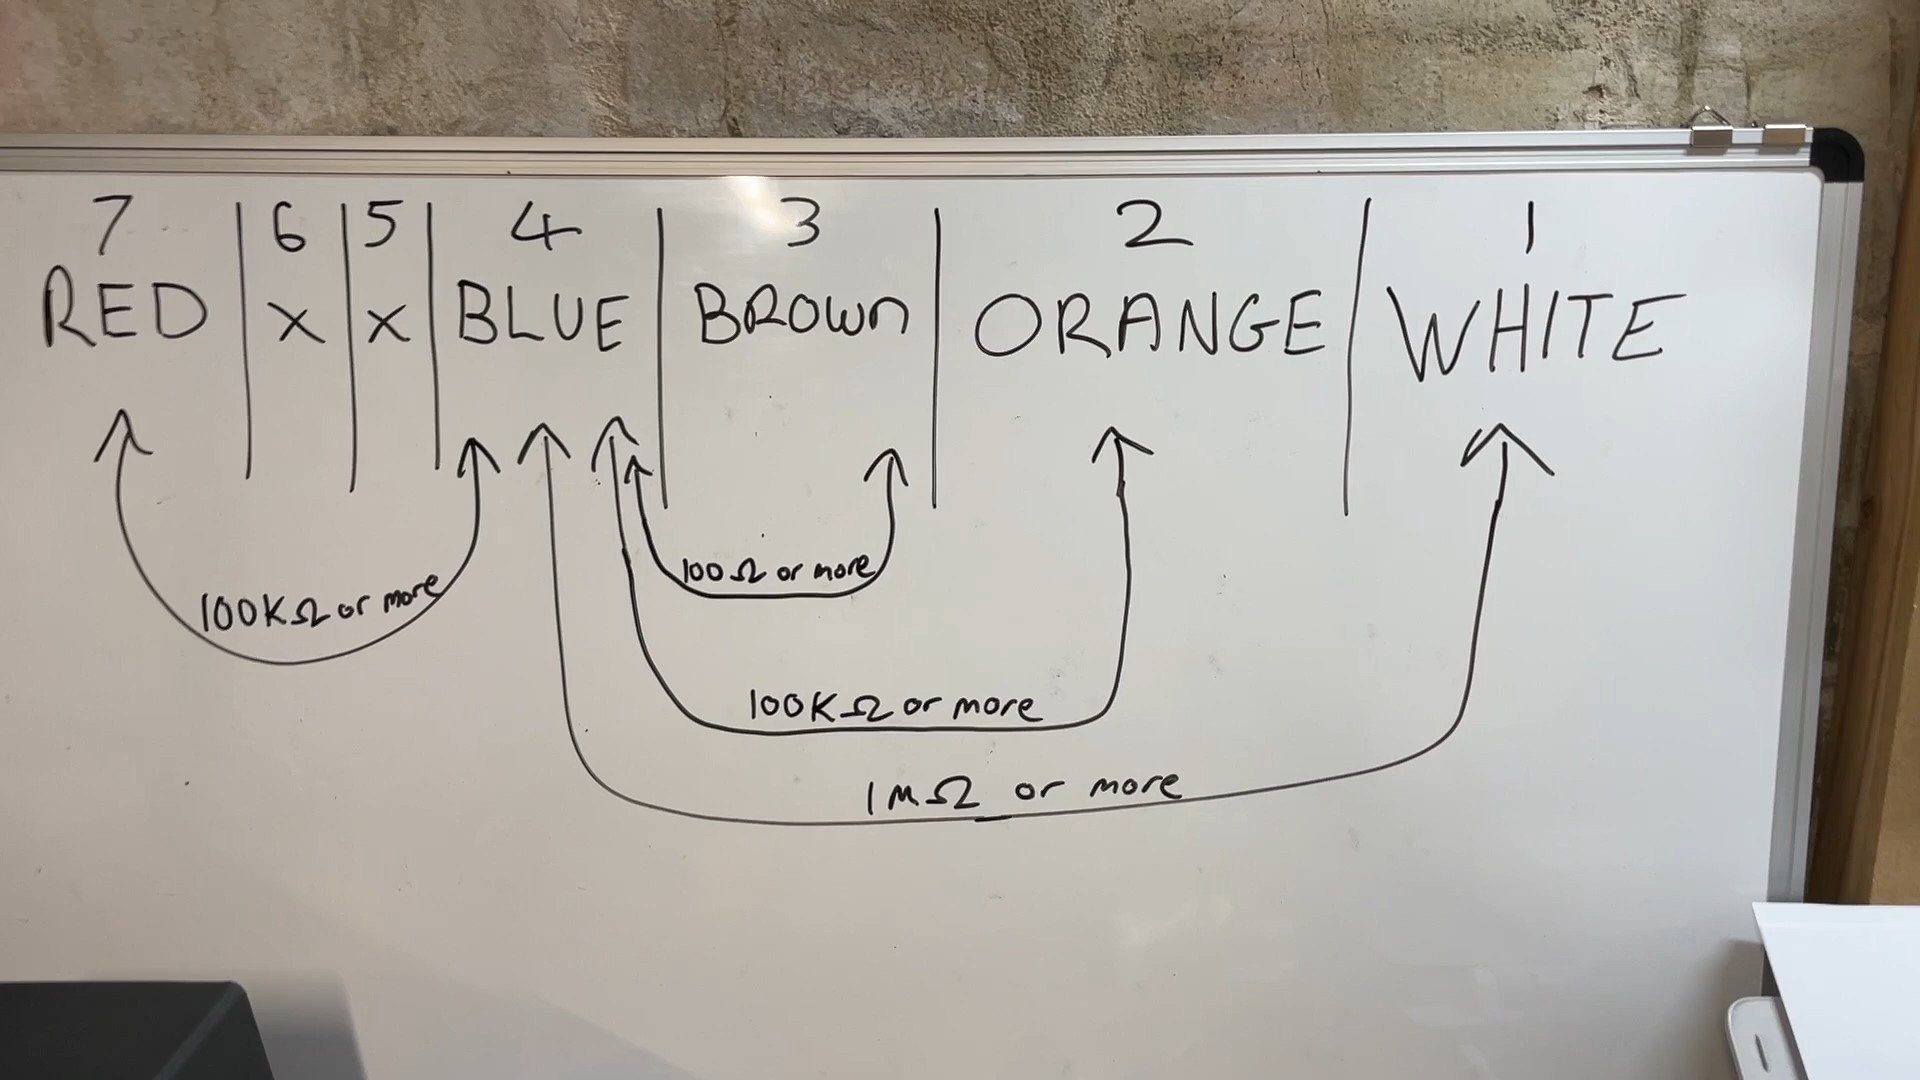 7 6 5 4 3 2 1
RED x x BLUE BROWN ORANGE WHITE
100Ω or more
100KΩ or more
100KΩ or more
1MΩ or more